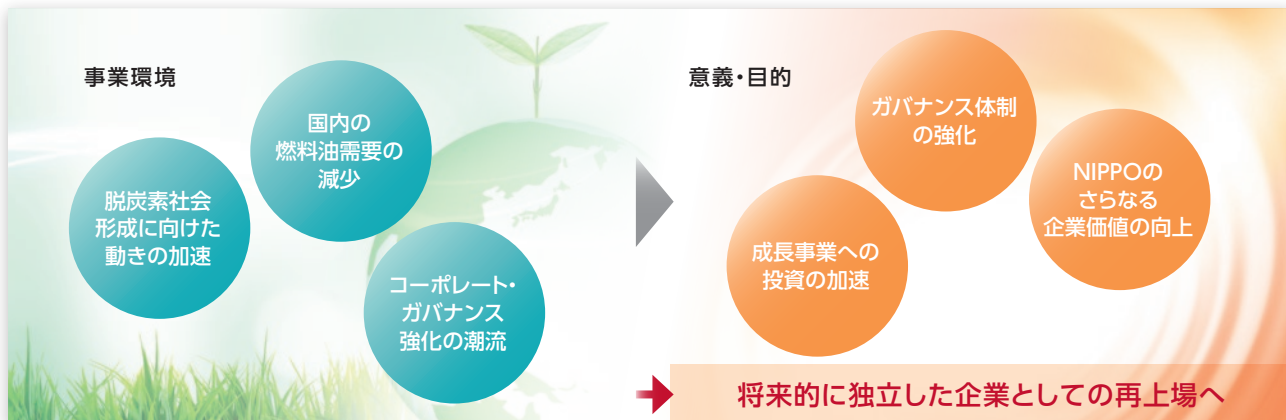 事業環境
脱炭素社会
形成に向けた
動きの加速
国内の
燃料油需要の
減少
コーポレート・
ガバナンス
強化の潮流
意義・目的
成長事業への
投資の加速
ガバナンス体制
の強化
NIPPOの
さらなる
企業価値の向上
将来的に独立した企業としての再上場へ